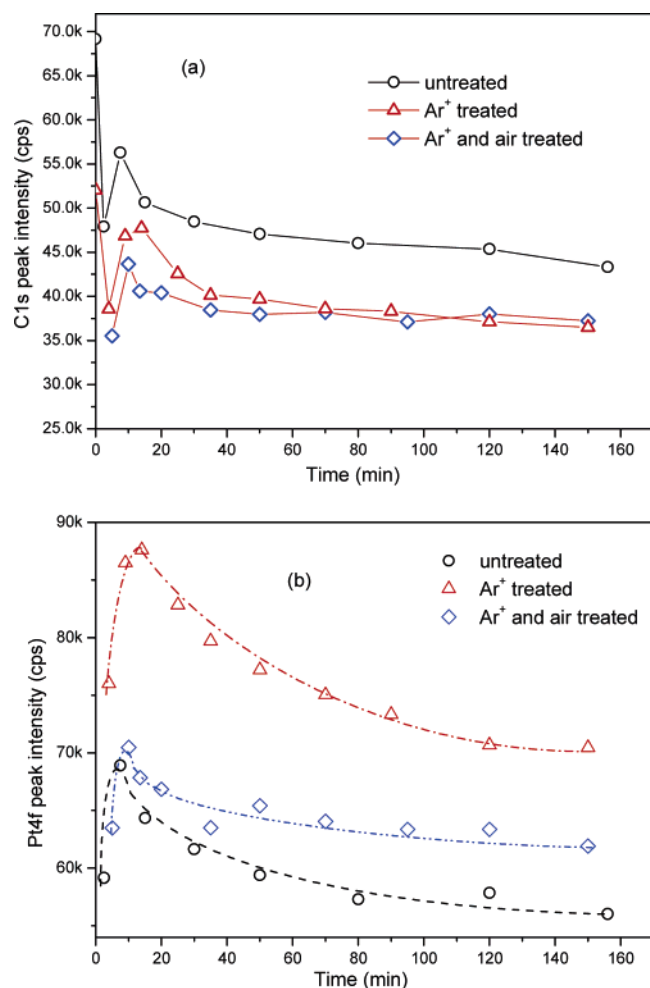 70.0k
65.0k
60.0k
55.0k
50.0k
45.0k
40.0k
35.0k
30.0k
25.0k
C1s peak intensity (cps)
(a)
untreated
Ar⁺ treated
Ar⁺ and air treated
0 20 40 60 80 100 120 140 160
Time (min)
90k
80k
70k
60k
Pt4f peak intensity (cps)
(b)
untreated
Ar⁺ treated
Ar⁺ and air treated
0 20 40 60 80 100 120 140 160
Time (min)